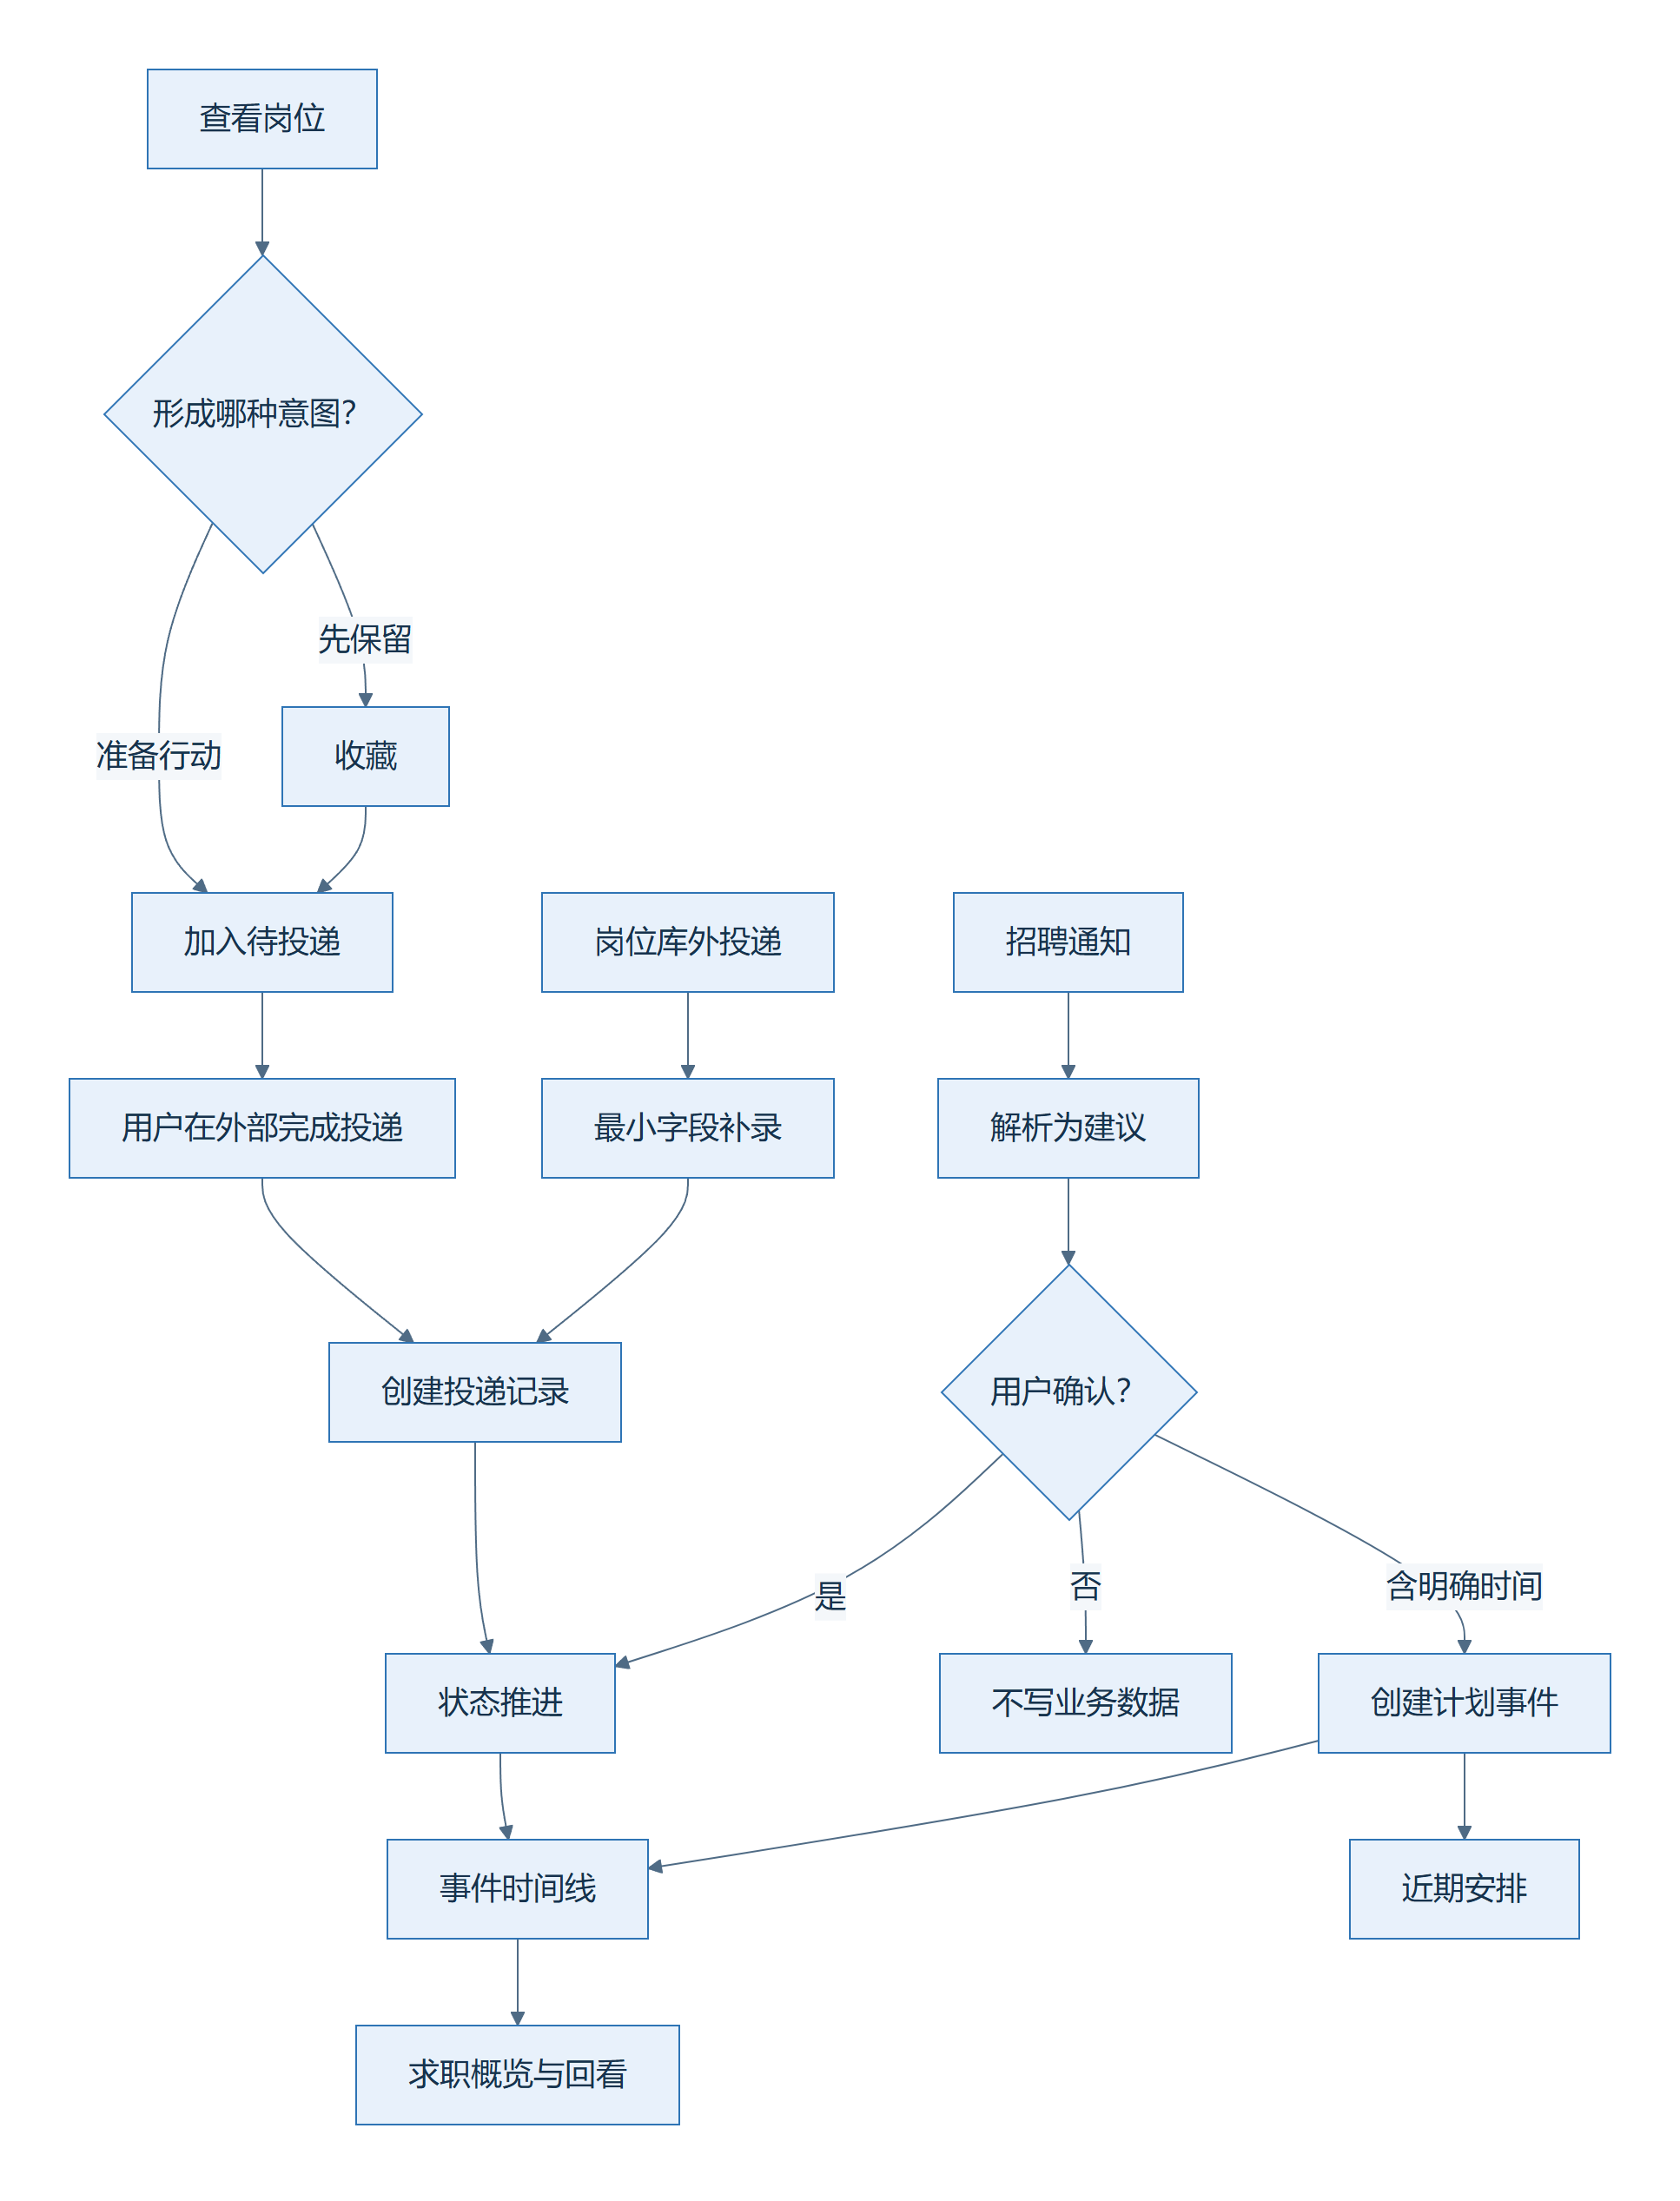 查看岗位
形成哪种意图？
先保留
准备行动
收藏
加入待投递
岗位库外投递
招聘通知
用户在外部完成投递
最小字段补录
解析为建议
创建投递记录
用户确认？
是
否
含明确时间
状态推进
不写业务数据
创建计划事件
事件时间线
近期安排
求职概览与回看